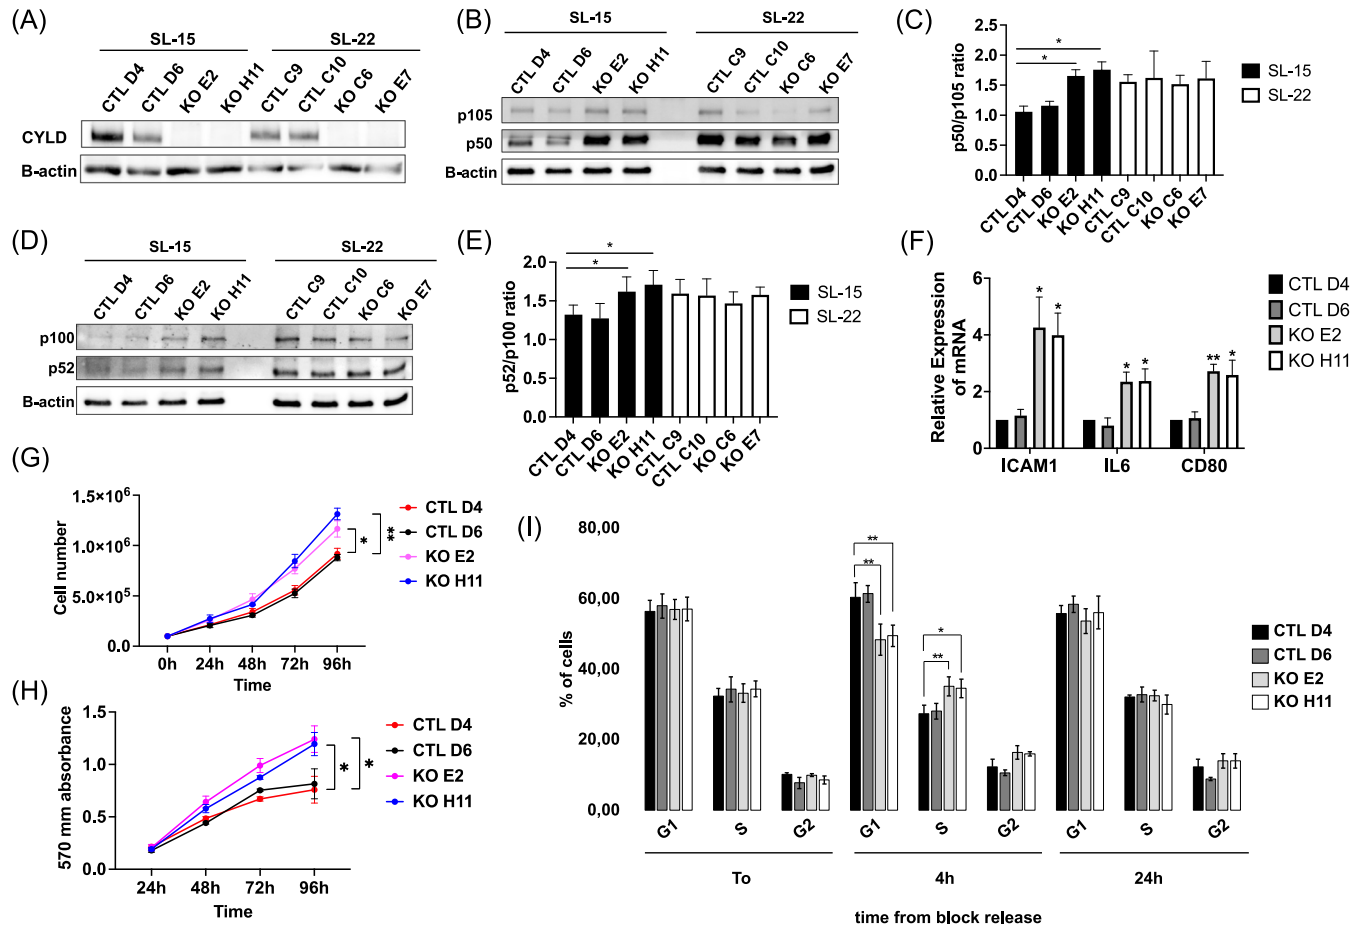 (A)
SL-15 SL-22
CTL D4 CTL D6 KO E2 KO H11 CTL C9 CTL C10 KO C6 KO E7
CYLD
B-actin
(B)
SL-15 SL-22
CTL D4 CTL D6 KO E2 KO H11 CTL C9 CTL C10 KO C6 KO E7
p105
p50
B-actin
(C)
p50/p105 ratio
2.5
2.0
1.5
1.0
0.5
0.0
* *
CTL D4 CTL D6 KO E2 KO H11 CTL C9 CTL C10 KO C6 KO E7
SL-15
SL-22
(D)
SL-15 SL-22
CTL D4 CTL D6 KO E2 KO H11 CTL C9 CTL C10 KO C6 KO E7
p100
p52
B-actin
(E)
p52/p100 ratio
2.0
1.5
1.0
0.5
0.0
* *
CTL D4 CTL D6 KO E2 KO H11 CTL C9 CTL C10 KO C6 KO E7
SL-15
SL-22
(F)
Relative Expression
of mRNA
6
4
2
0
* * * * ** *
ICAM1 IL6 CD80
CTL D4
CTL D6
KO E2
KO H11
(G)
Cell number
1.5×10⁶
1.0×10⁶
5.0×10⁵
0.0
0h 24h 48h 72h 96h
Time
CTL D4
CTL D6
KO E2
KO H11
* **
(H)
570 mm absorbance
1.5
1.0
0.5
0.0
24h 48h 72h 96h
Time
CTL D4
CTL D6
KO E2
KO H11
* *
(I)
% of cells
80,00
60,00
40,00
20,00
0,00
** ** * **
G1 S G2 G1 S G2 G1 S G2
To 4h 24h
time from block release
CTL D4
CTL D6
KO E2
KO H11